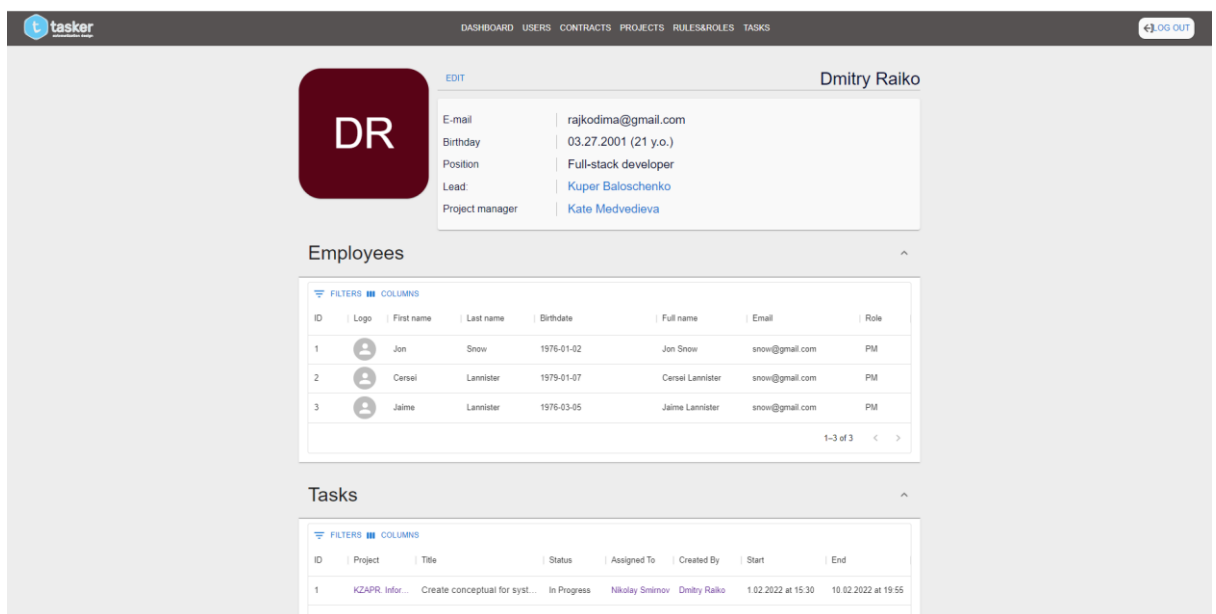 tasker
DASHBOARD USERS CONTRACTS PROJECTS RULES&ROLES TASKS
LOG OUT
DR
EDIT
Dmitry Raiko
E-mail rajkodima@gmail.com
Birthday 03.27.2001 (21 y.o.)
Position Full-stack developer
Lead: Kuper Baloschenko
Project manager Kate Medvedieva
Employees
FILTERS COLUMNS
ID Logo First name Last name Birthdate Full name Email Role
1 Jon Snow 1976-01-02 Jon Snow snow@gmail.com PM
2 Cersei Lannister 1979-01-07 Cersei Lannister snow@gmail.com PM
3 Jaime Lannister 1976-03-05 Jaime Lannister snow@gmail.com PM
1–3 of 3
Tasks
FILTERS COLUMNS
ID Project Title Status Assigned To Created By Start End
1 KZAPR. Infor... Create conceptual for syst... In Progress Nikolay Smirnov Dmitry Raiko 1.02.2022 at 15:30 10.02.2022 at 19:55